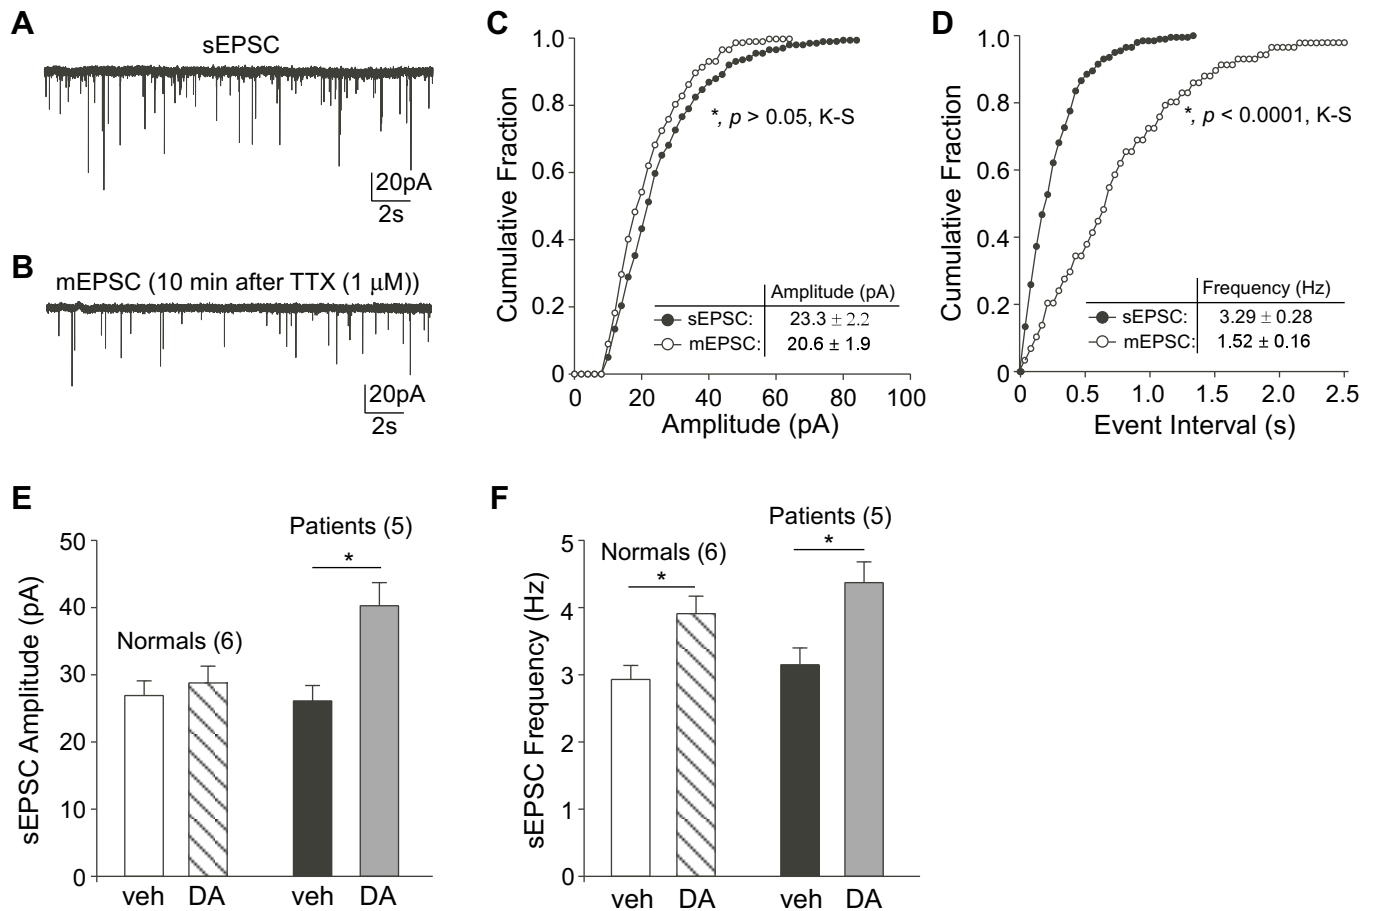 A
sEPSC
20pA
2s
B
mEPSC (10 min after TTX (1 μM))
20pA
2s
C
Cumulative Fraction
1.0
0.8
0.6
0.4
0.2
0
*, p > 0.05, K-S
Amplitude (pA)
sEPSC: 23.3 ± 2.2
mEPSC: 20.6 ± 1.9
0 20 40 60 80 100
Amplitude (pA)
D
Cumulative Fraction
1.0
0.8
0.6
0.4
0.2
0
*, p < 0.0001, K-S
Frequency (Hz)
sEPSC: 3.29 ± 0.28
mEPSC: 1.52 ± 0.16
0 0.5 1.0 1.5 2.0 2.5
Event Interval (s)
E
sEPSC Amplitude (pA)
50
40
30
20
10
0
Patients (5)
*
Normals (6)
veh DA veh DA
F
sEPSC Frequency (Hz)
5
4
3
2
1
0
Patients (5)
*
Normals (6)
*
veh DA veh DA